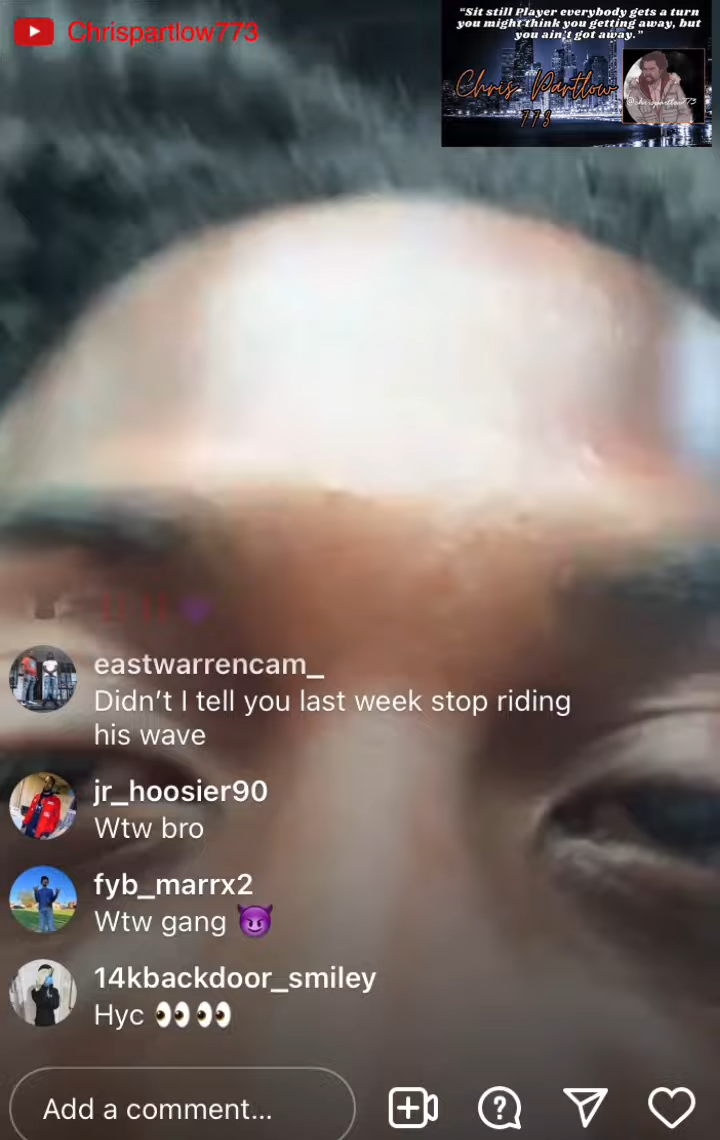 Chrispartlow773
"Sit still Player everybody gets a turn
you might think you getting away, but
you ain't got away."
Chris Partlow
773
@chrispartlow773
eastwarrencam_
Didn’t I tell you last week stop riding
his wave
jr_hoosier90
Wtw bro
fyb_marrx2
Wtw gang 😈
14kbackdoor_smiley
Hyc 👀👀
Add a comment...